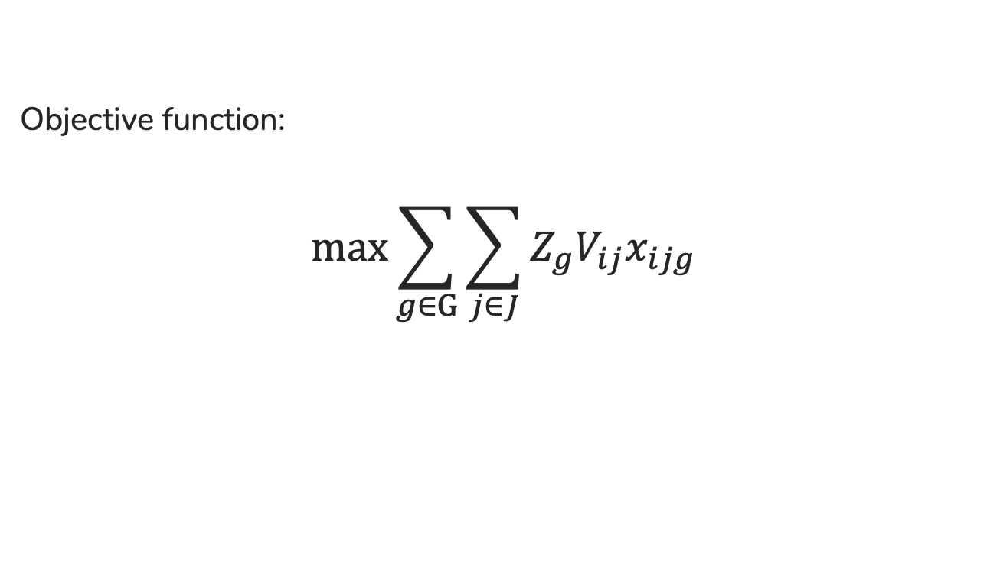 Objective function:
max ∑_{g∈G} ∑_{j∈J} Z_g V_{ij} x_{ijg}